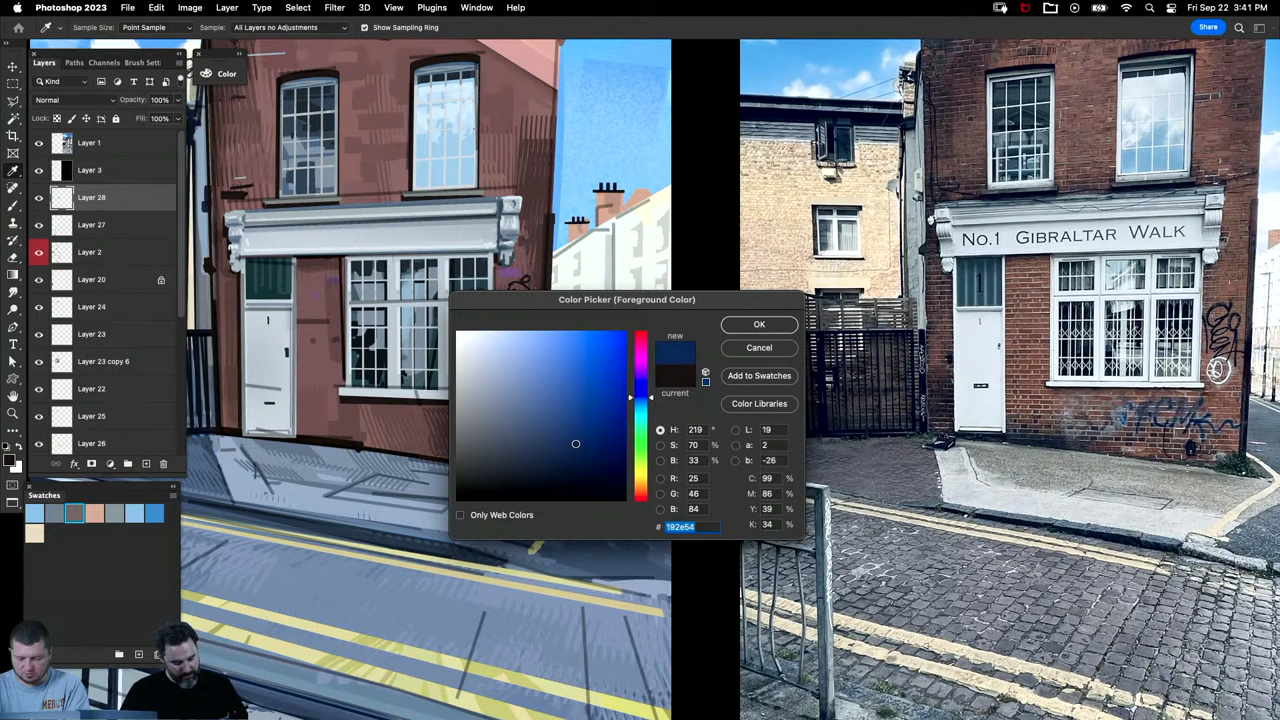 Photoshop 2023 File Edit Image Layer Type Select Filter 3D View Plugins Window Help Fri Sep 22 3:41 PM
Sample Size: Point Sample Sample: All Layers no Adjustments Show Sampling Ring Share
Layers Paths Channels Brush Setti
Color
Kind
Normal Opacity: 100%
Lock: Fill: 100%
Layer 1
Layer 3
Layer 28
Layer 27
Layer 2
Layer 20
Layer 24
Layer 23
Layer 23 copy 6
Layer 22
Layer 25
Layer 26
fx
Swatches
No.1 GIBRALTAR WALK
1
1
1
Color Picker (Foreground Color)
new
current
OK
Cancel
Add to Swatches
Color Libraries
H: 219 °
S: 70 %
B: 33 %
R: 25
G: 46
B: 84
# 192e54
L: 19
a: 2
b: -26
C: 99 %
M: 86 %
Y: 39 %
K: 34 %
Only Web Colors